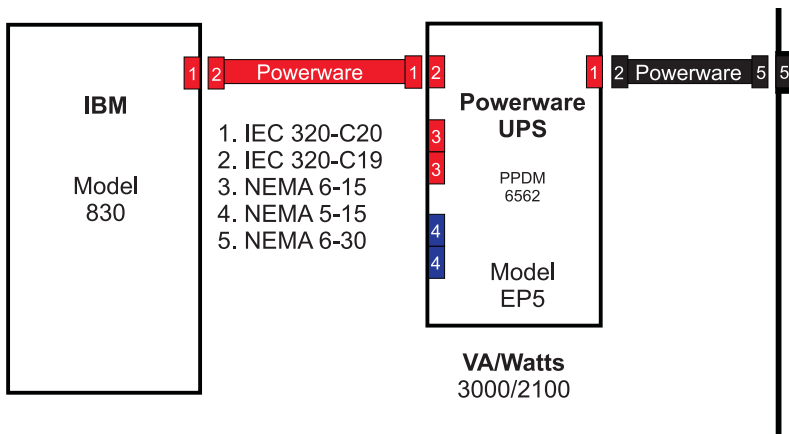 IBM
Model
830
1
2 Powerware 1
1. IEC 320-C20
2. IEC 320-C19
3. NEMA 6-15
4. NEMA 5-15
5. NEMA 6-30
2
3
3
4
4
Powerware
UPS
PPDM
6562
Model
EP5
1
VA/Watts
3000/2100
2 Powerware 5
5